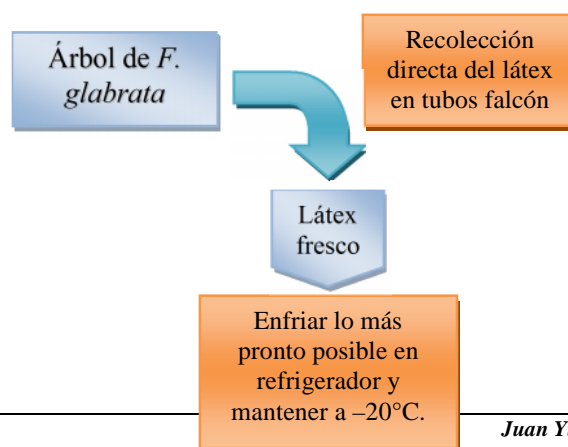 Árbol de F.
glabrata
Recolección
directa del látex
en tubos falcón
Látex
fresco
Enfriar lo más
pronto posible en
refrigerador y
mantener a –20°C.
Juan